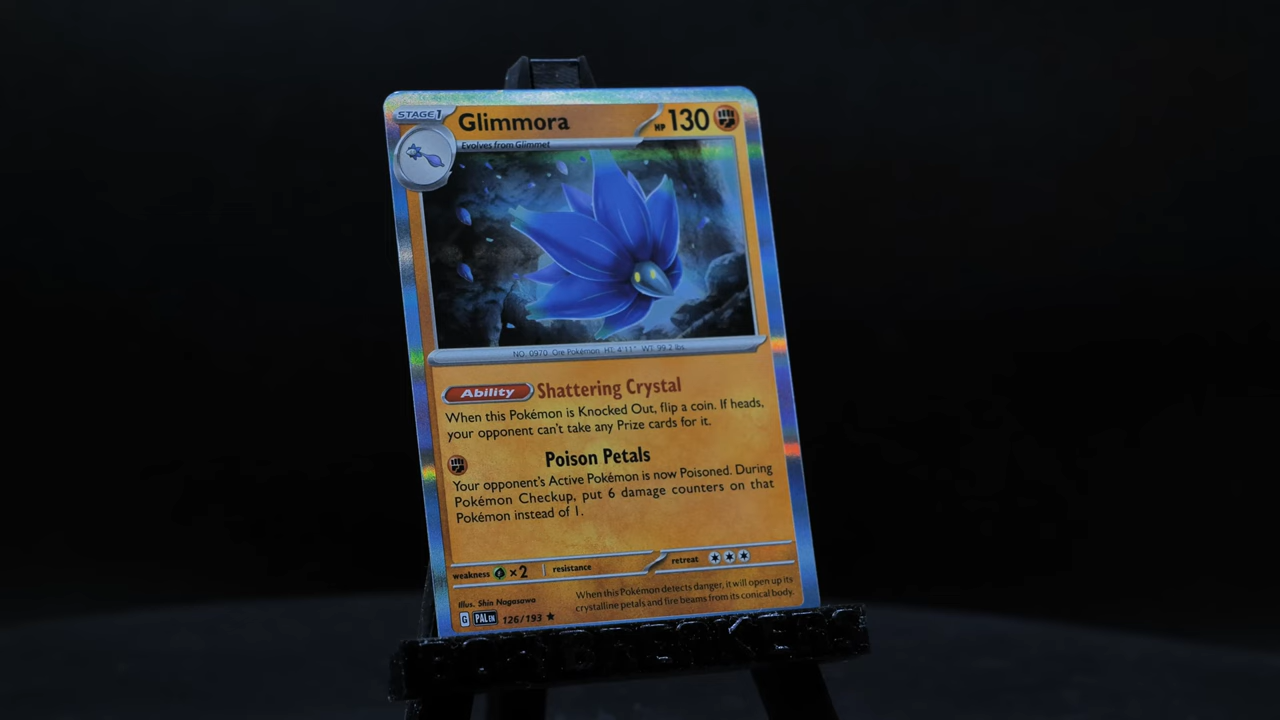 STAGE1
Glimmora
HP 130
Evolves from Glimmet
NO. 0970 Ore Pokémon HT: 4'11" WT: 99.2 lbs.
Ability Shattering Crystal
When this Pokémon is Knocked Out, flip a coin. If heads,
your opponent can't take any Prize cards for it.
Poison Petals
Your opponent's Active Pokémon is now Poisoned. During
Pokémon Checkup, put 6 damage counters on that
Pokémon instead of 1.
weakness ×2 resistance retreat
Illus. Shin Nagasawa
When this Pokémon detects danger, it will open up its
crystalline petals and fire beams from its conical body.
G PAL EN 126/193 ★